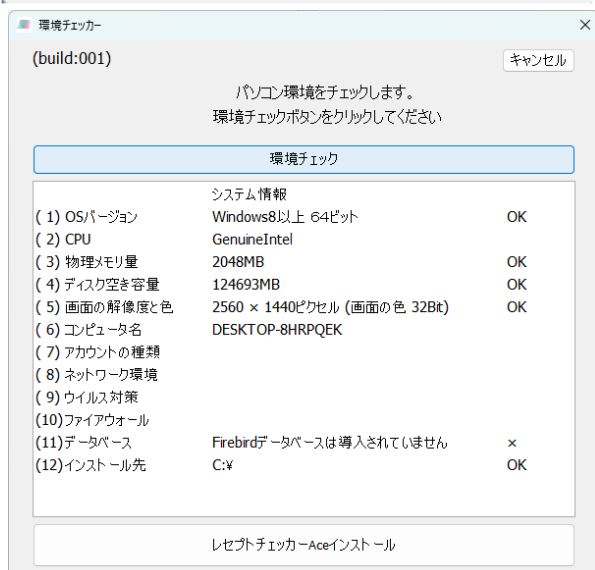 環境チェッカー
(build:001)
キャンセル
パソコン環境をチェックします。
環境チェックボタンをクリックしてください
環境チェック
システム情報
( 1) OSバージョン Windows8以上 64ビット OK
( 2) CPU GenuineIntel
( 3) 物理メモリ量 2048MB OK
( 4) ディスク空き容量 124693MB OK
( 5) 画面の解像度と色 2560 × 1440ピクセル (画面の色 32Bit) OK
( 6) コンピュータ名 DESKTOP-8HRPQEK
( 7) アカウントの種類
( 8) ネットワーク環境
( 9) ウイルス対策
(10)ファイアウォール
(11)データベース Firebirdデータベースは導入されていません ×
(12)インストール先 C:¥ OK
レセプトチェッカーAceインストール